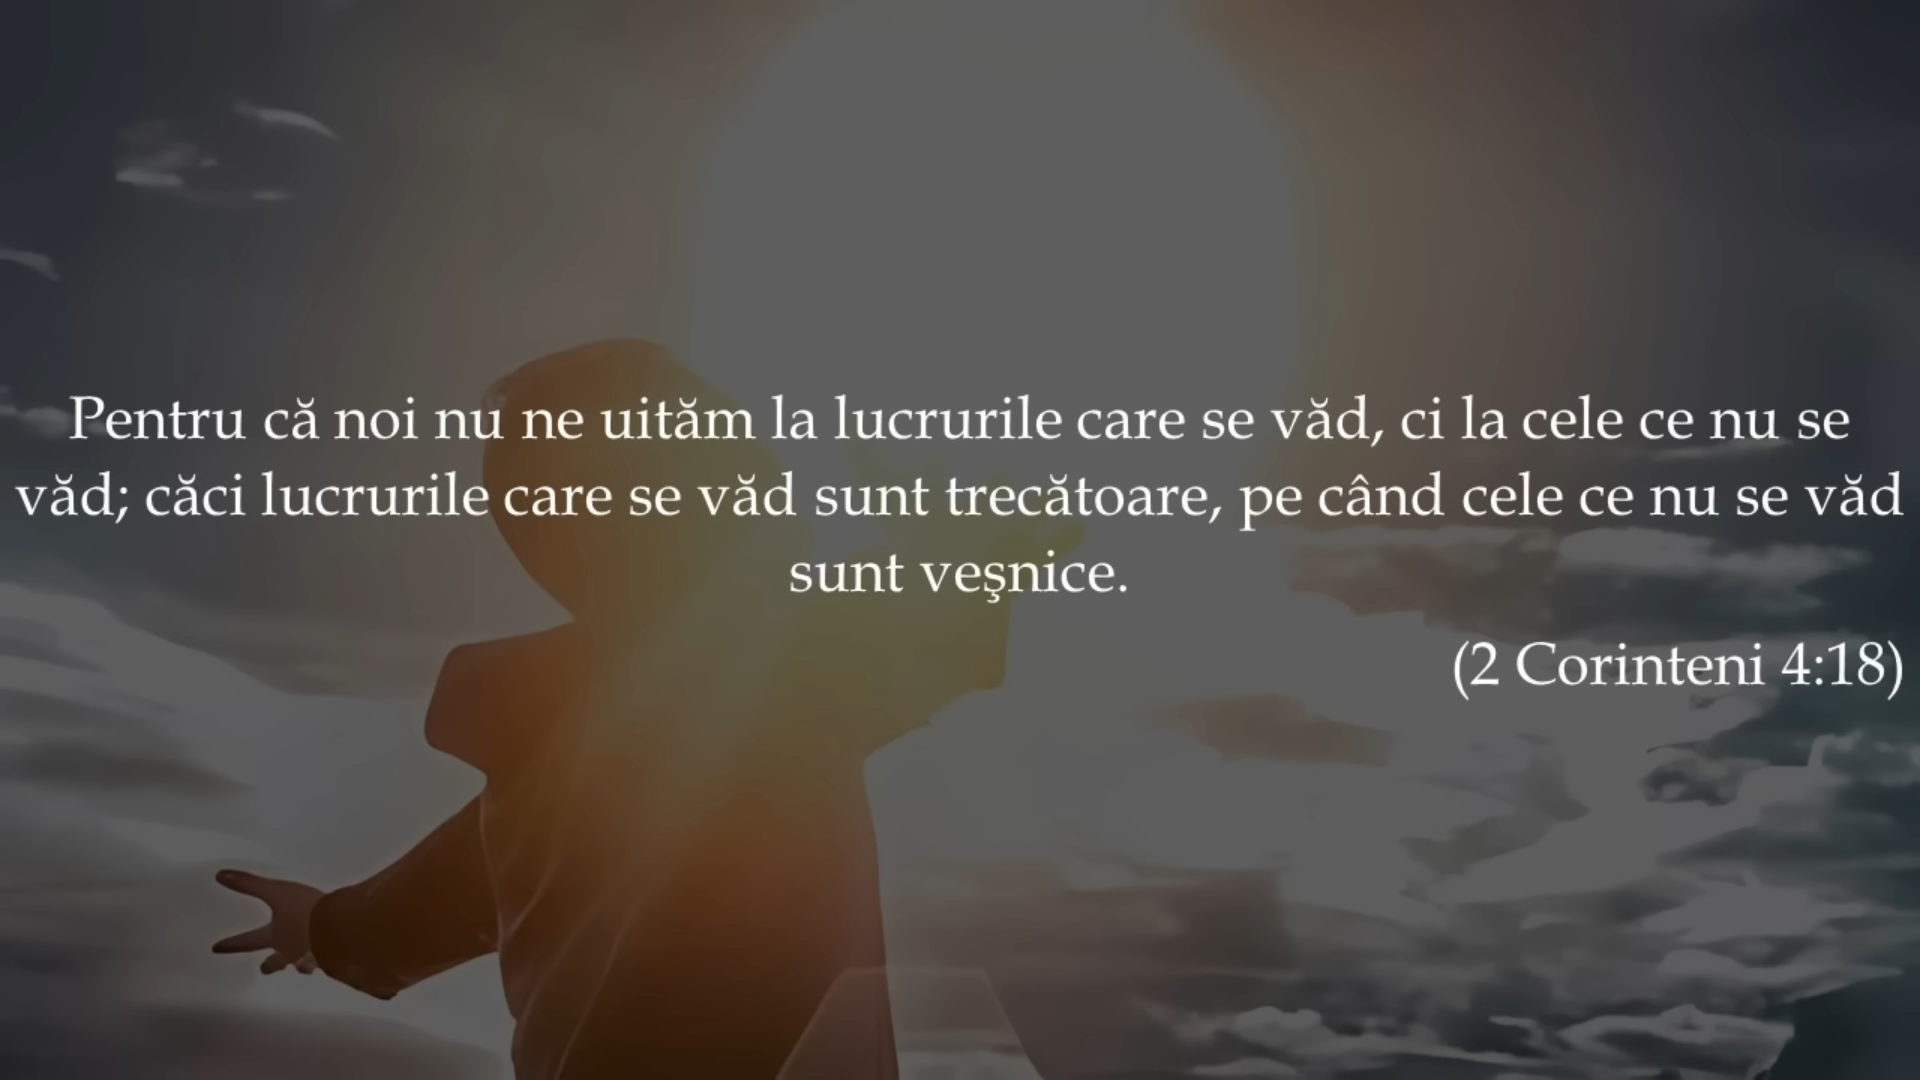 Pentru că noi nu ne uităm la lucrurile care se văd, ci la cele ce nu se
văd; căci lucrurile care se văd sunt trecătoare, pe când cele ce nu se văd
sunt veşnice.
(2 Corinteni 4:18)